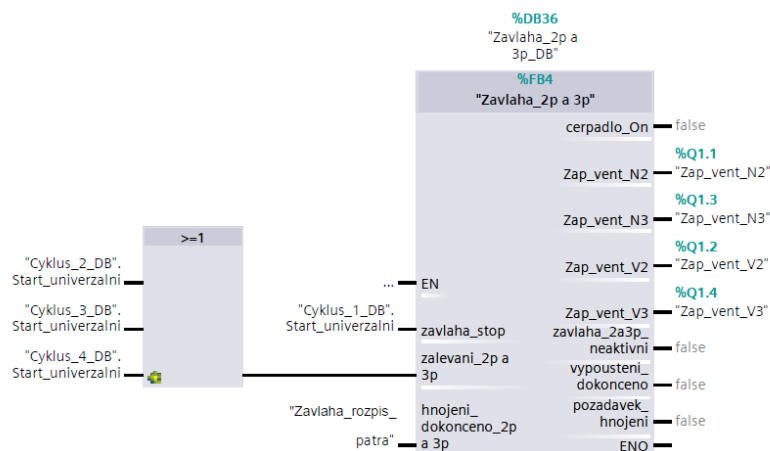 %DB36
"Zavlaha_2p a
3p_DB"
%FB4
"Zavlaha_2p a 3p"
cerpadlo_On false
%Q1.1
Zap_vent_N2 "Zap_vent_N2"
%Q1.3
Zap_vent_N3 "Zap_vent_N3"
%Q1.2
Zap_vent_V2 "Zap_vent_V2"
%Q1.4
Zap_vent_V3 "Zap_vent_V3"
zavlaha_2a3p_
neaktivni false
vypousteni_
dokonceno false
pozadavek_
hnojeni false
ENO
>=1
"Cyklus_2_DB".
Start_univerzalni
"Cyklus_3_DB".
Start_univerzalni
"Cyklus_4_DB".
Start_univerzalni
... EN
"Cyklus_1_DB".
Start_univerzalni zavlaha_stop
zalevani_2p a
3p
"Zavlaha_rozpis_
patra"
hnojeni_
dokonceno_2p
a 3p